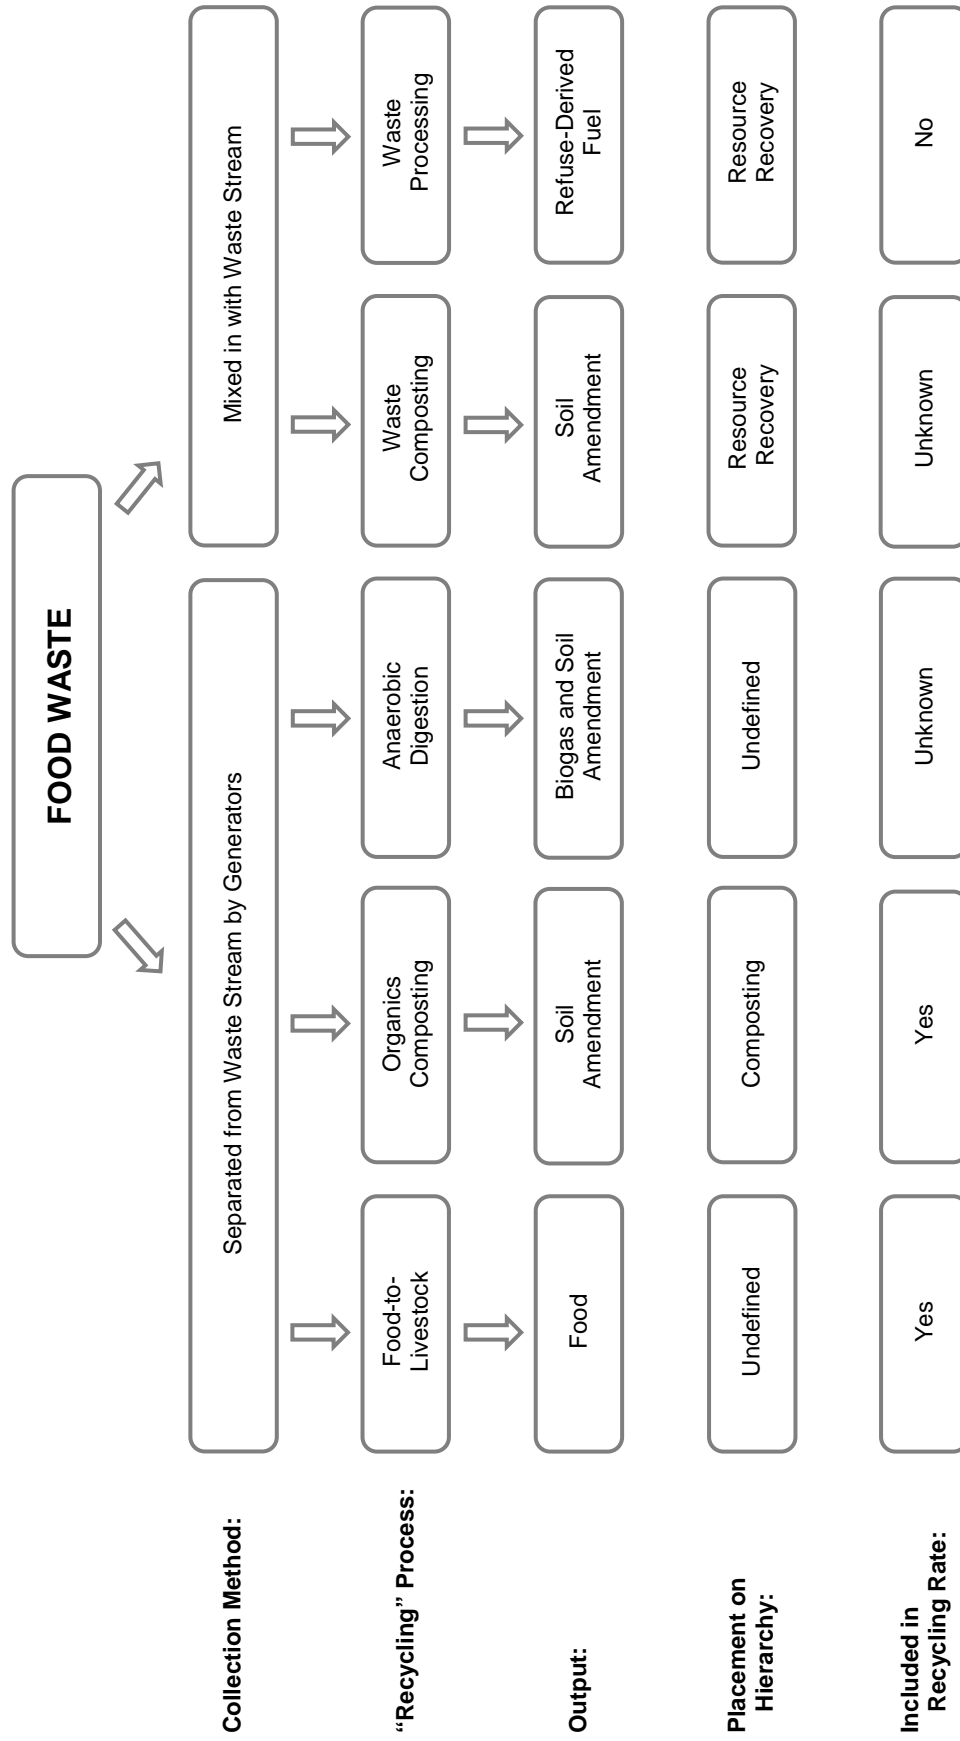 FOOD WASTE
Collection Method:
Separated from Waste Stream by Generators
Mixed in with Waste Stream
“Recycling” Process:
Food-to-
Livestock
Organics
Composting
Anaerobic
Digestion
Waste
Composting
Waste
Processing
Output:
Food
Soil
Amendment
Biogas and Soil
Amendment
Soil
Amendment
Refuse-Derived
Fuel
Placement on
Hierarchy:
Undefined
Composting
Undefined
Resource
Recovery
Resource
Recovery
Included in
Recycling Rate:
Yes
Yes
Unknown
Unknown
No